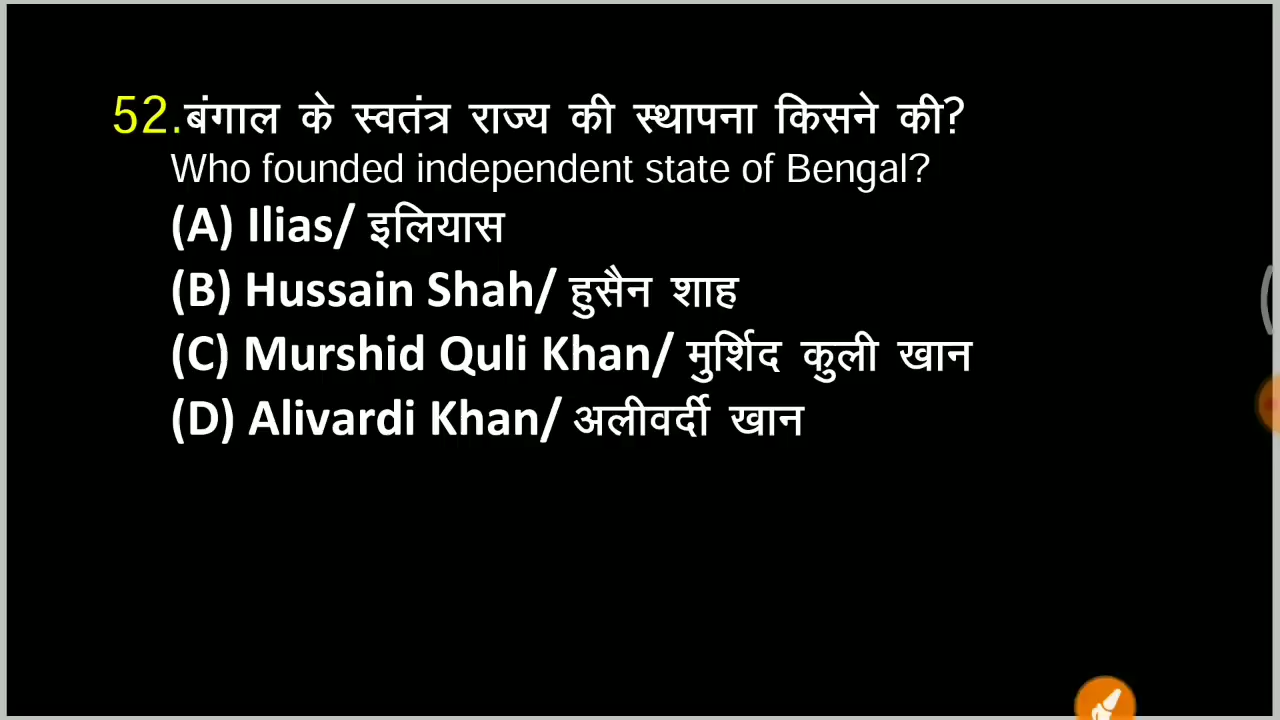 52.बंगाल के स्वतंत्र राज्य की स्थापना किसने की?
Who founded independent state of Bengal?
(A) Ilias/ इलियास
(B) Hussain Shah/ हुसैन शाह
(C) Murshid Quli Khan/ मुर्शिद कुली खान
(D) Alivardi Khan/ अलीवर्दी खान